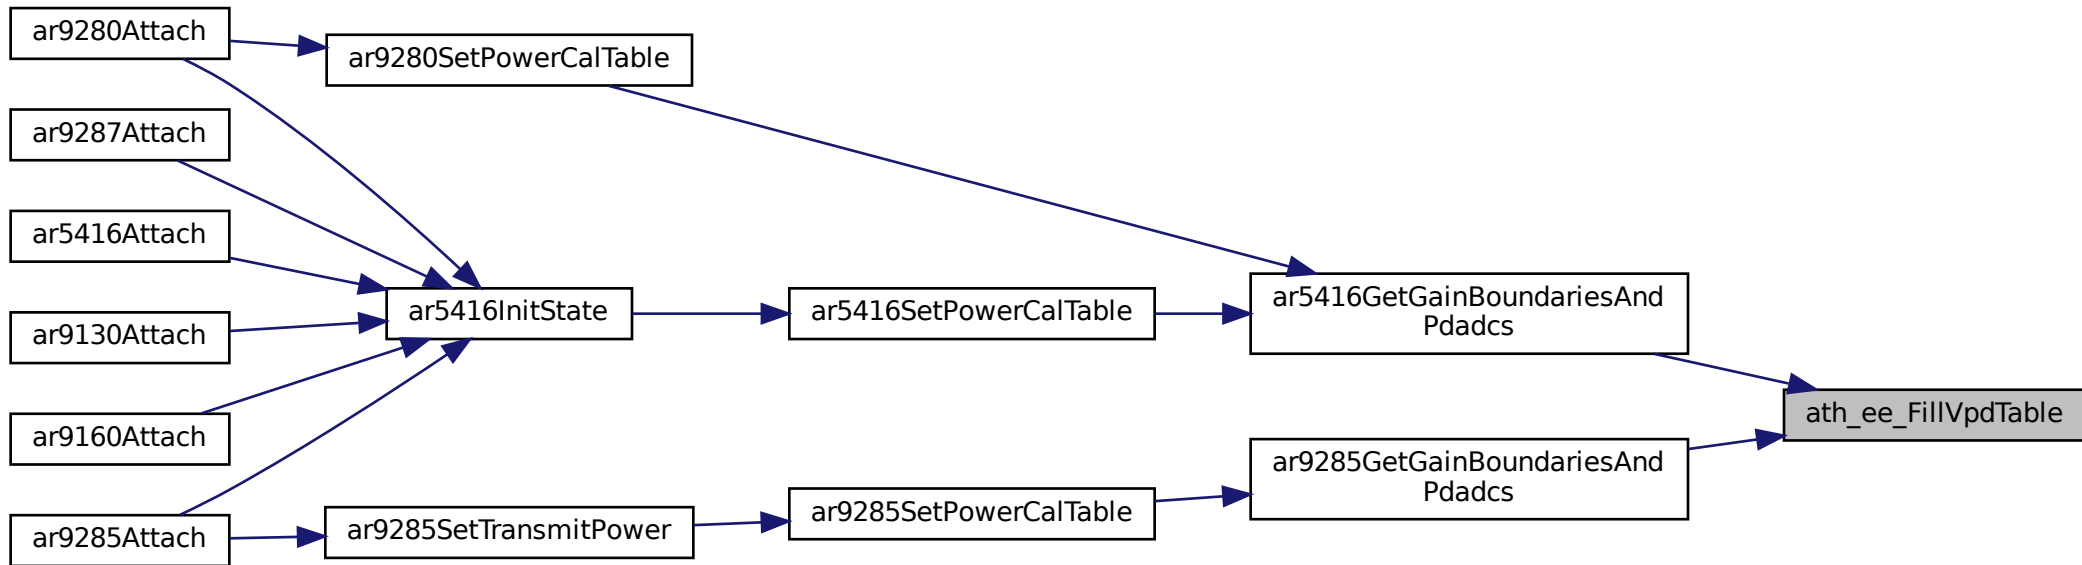 ar9280Attach
ar9280SetPowerCalTable
ar9287Attach
ar5416Attach
ar9130Attach
ar9160Attach
ar9285Attach
ar5416InitState
ar5416SetPowerCalTable
ar5416GetGainBoundariesAnd
Pdadcs
ath_ee_FillVpdTable
ar9285GetGainBoundariesAnd
Pdadcs
ar9285SetPowerCalTable
ar9285SetTransmitPower